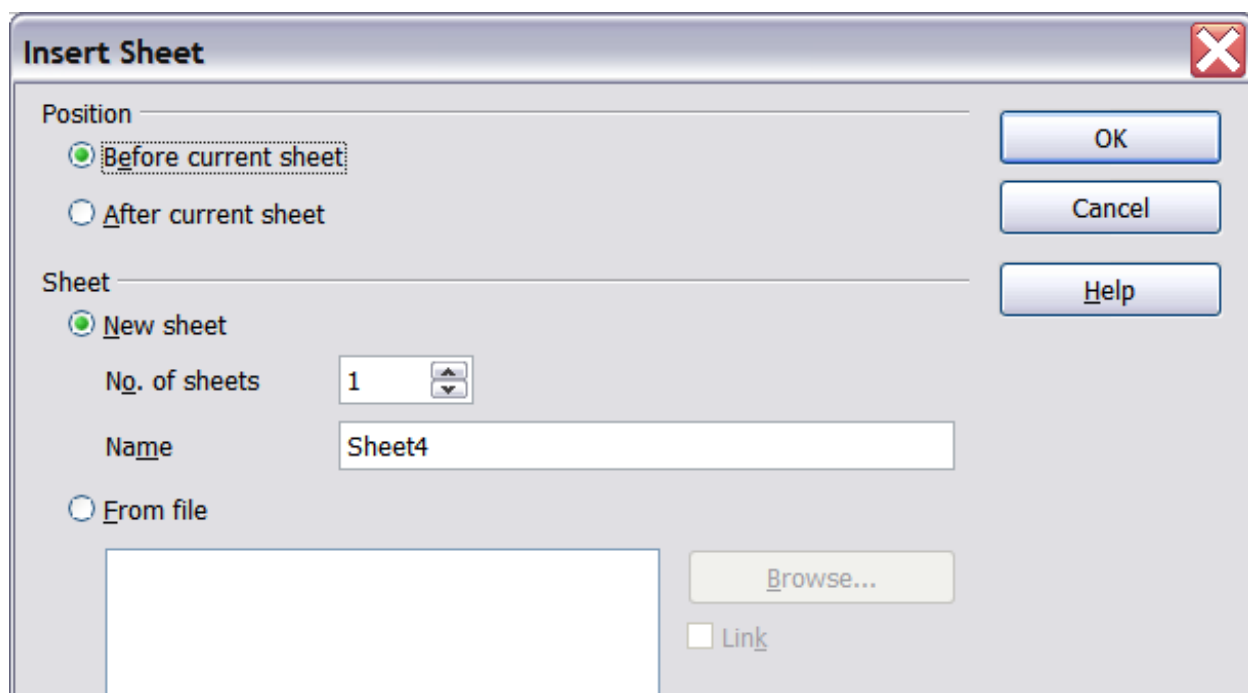 Insert Sheet
Position
Before current sheet
After current sheet
OK
Cancel
Help
Sheet
New sheet
No. of sheets 1
Name Sheet4
From file
Browse...
Link